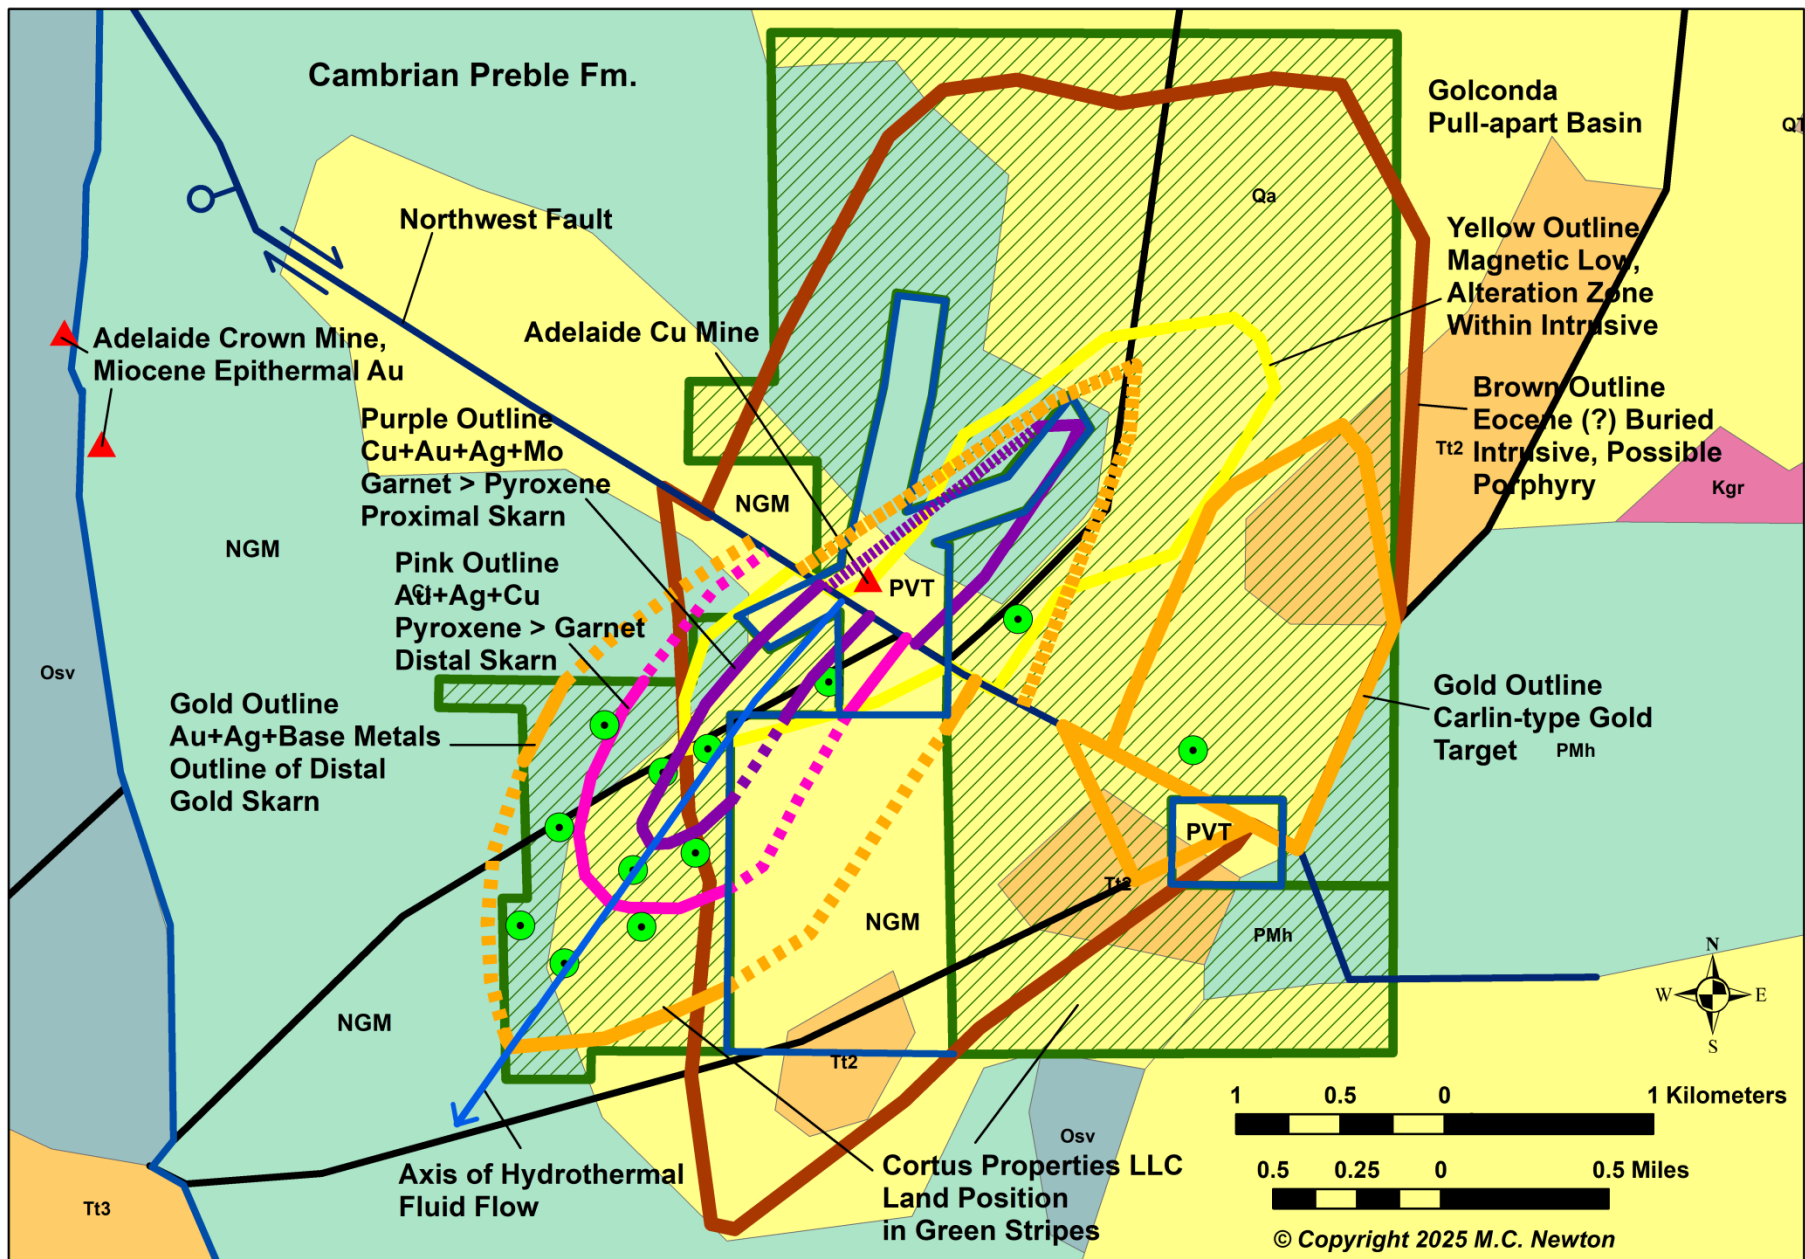 Cambrian Preble Fm.
Golconda
Pull-apart Basin
QT
Qa
Northwest Fault
Yellow Outline
Magnetic Low,
Alteration Zone
Within Intrusive
Adelaide Crown Mine,
Miocene Epithermal Au
Adelaide Cu Mine
Brown Outline
Eocene (?) Buried
Intrusive, Possible
Porphyry
Tt2
Kgr
Purple Outline
Cu+Au+Ag+Mo
Garnet > Pyroxene
Proximal Skarn
NGM
NGM
Pink Outline
Au+Ag+Cu
Pyroxene > Garnet
Distal Skarn
PVT
Osv
Gold Outline
Au+Ag+Base Metals
Outline of Distal
Gold Skarn
Gold Outline
Carlin-type Gold
Target
PMh
PVT
Tt2
NGM
PMh
NGM
Tt2
N
W
E
S
1 0.5 0 1 Kilometers
Osv
0.5 0.25 0 0.5 Miles
Axis of Hydrothermal
Fluid Flow
Cortus Properties LLC
Land Position
in Green Stripes
Tt3
© Copyright 2025 M.C. Newton